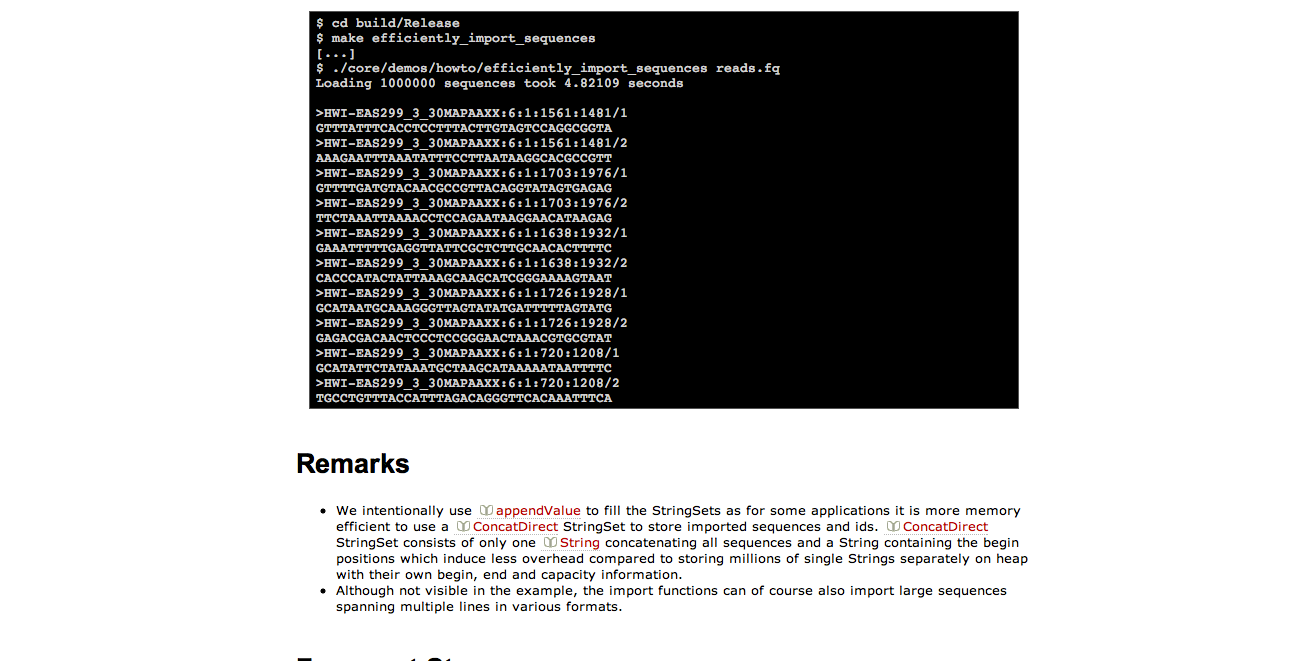 $ cd build/Release
$ make efficiently_import_sequences
[...]
$ ./core/demos/howto/efficiently_import_sequences reads.fq
Loading 1000000 sequences took 4.82109 seconds
>HWI-EAS299_3_30MAPAAXX:6:1:1561:1481/1
GTTTATTTCACCTCCTTTACTTGTAGTCCAGGCGGTA
>HWI-EAS299_3_30MAPAAXX:6:1:1561:1481/2
AAAGAATTTAAATATTTCCTTAATAAGGCACGCCGTT
>HWI-EAS299_3_30MAPAAXX:6:1:1703:1976/1
GTTTTGATGTACAACGCCGTTACAGGTATAGTGAGAG
>HWI-EAS299_3_30MAPAAXX:6:1:1703:1976/2
TTCTAAATTAAAACCTCCAGAATAAGGAACATAAGAG
>HWI-EAS299_3_30MAPAAXX:6:1:1638:1932/1
GAAATTTTTGAGGTTATTCGCTCTTGCAACACTTTTC
>HWI-EAS299_3_30MAPAAXX:6:1:1638:1932/2
CACCCATACTATTAAAGCAAGCATCGGGAAAAGTAAT
>HWI-EAS299_3_30MAPAAXX:6:1:1726:1928/1
GCATAATGCAAAGGGTTAGTATATGATTTTTAGTATG
>HWI-EAS299_3_30MAPAAXX:6:1:1726:1928/2
GAGACGACAACTCCCTCCGGGAACTAAACGTGCGTAT
>HWI-EAS299_3_30MAPAAXX:6:1:720:1208/1
GCATATTCTATAAATGCTAAGCATAAAAATAATTTTC
>HWI-EAS299_3_30MAPAAXX:6:1:720:1208/2
TGCCTGTTTACCATTTAGACAGGGTTCACAAATTTCA
Remarks
• We intentionally use appendValue to fill the StringSets as for some applications it is more memory
efficient to use a ConcatDirect StringSet to store imported sequences and ids. ConcatDirect
StringSet consists of only one String concatenating all sequences and a String containing the begin
positions which induce less overhead compared to storing millions of single Strings separately on heap
with their own begin, end and capacity information.
• Although not visible in the example, the import functions can of course also import large sequences
spanning multiple lines in various formats.